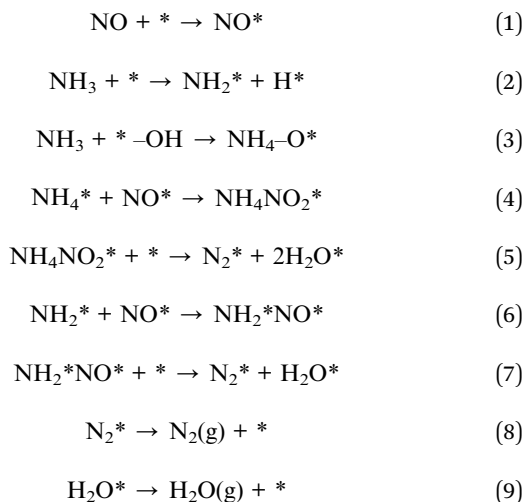 NO + * → NO* (1)
NH₃ + * → NH₂* + H* (2)
NH₃ + * –OH → NH₄–O* (3)
NH₄* + NO* → NH₄NO₂* (4)
NH₄NO₂* + * → N₂* + 2H₂O* (5)
NH₂* + NO* → NH₂*NO* (6)
NH₂*NO* + * → N₂* + H₂O* (7)
N₂* → N₂(g) + * (8)
H₂O* → H₂O(g) + * (9)